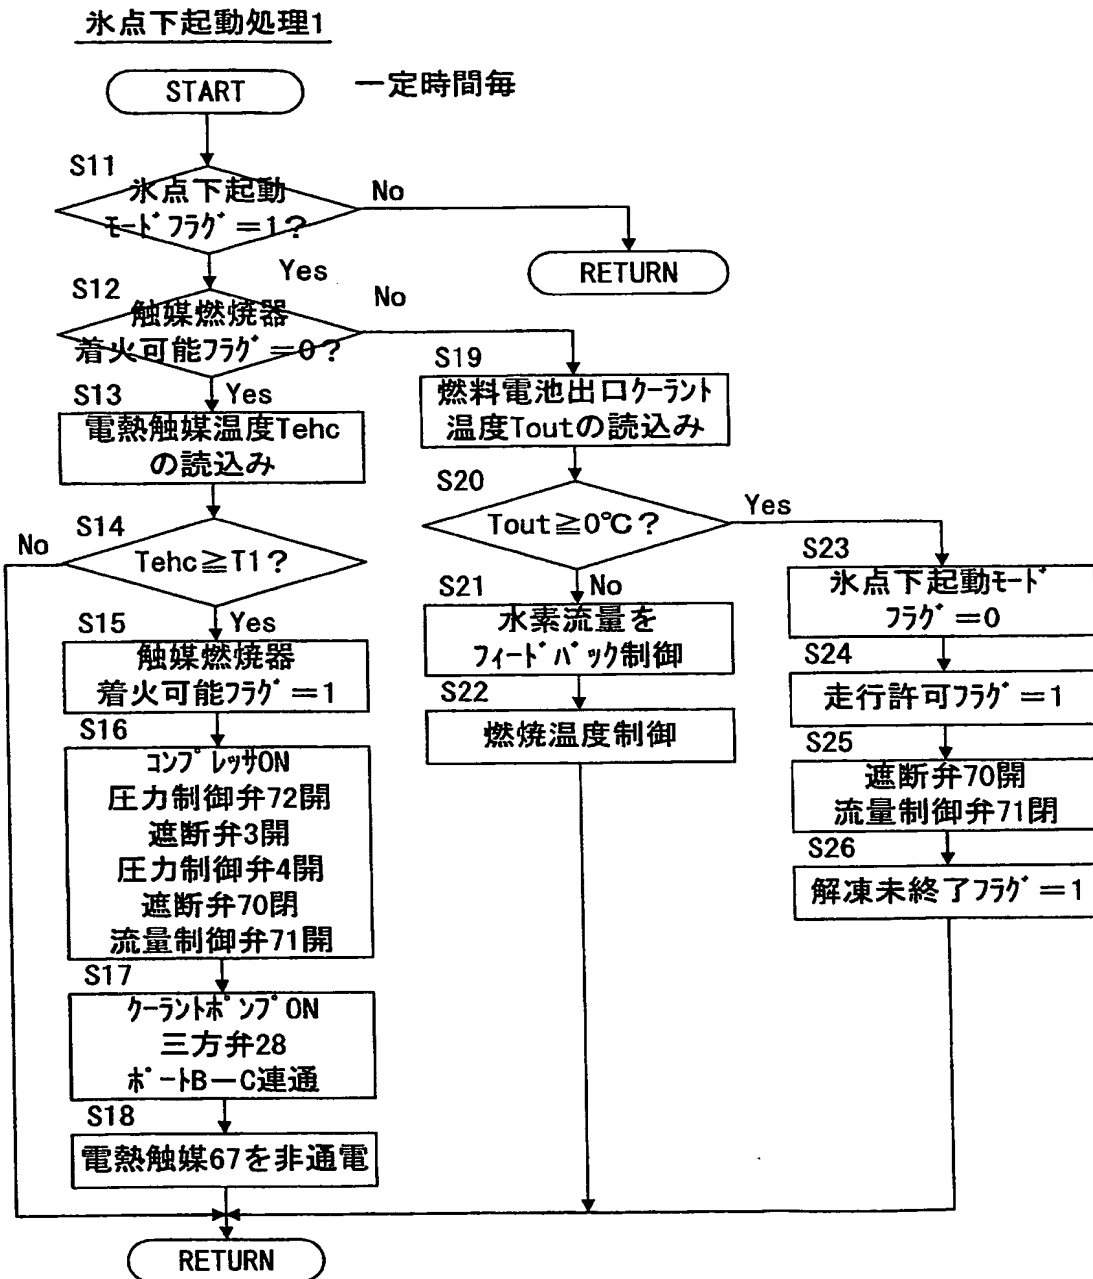 氷点下起動処理1
START
一定時間毎
S11
氷点下起動
ﾓｰﾄﾞﾌﾗｸﾞ=1?
No
RETURN
Yes
S12
触媒燃焼器
着火可能ﾌﾗｸﾞ=0?
No
Yes
S13
電熱触媒温度Tehc
の読込み
S14
Tehc≧T1?
No
Yes
S15
触媒燃焼器
着火可能ﾌﾗｸﾞ=1
S16
ｺﾝﾌﾟﾚｯｻON
圧力制御弁72開
遮断弁3開
圧力制御弁4開
遮断弁70閉
流量制御弁71開
S17
ｸｰﾗﾝﾄﾎﾟﾝﾌﾟON
三方弁28
ﾎﾟｰﾄB－C連通
S18
電熱触媒67を非通電
RETURN
S19
燃料電池出口ｸｰﾗﾝﾄ
温度Toutの読込み
S20
Tout≧0℃?
Yes
No
S21
水素流量を
ﾌｨｰﾄﾞﾊﾞｯｸ制御
S22
燃焼温度制御
S23
氷点下起動ﾓｰﾄﾞ
ﾌﾗｸﾞ=0
S24
走行許可ﾌﾗｸﾞ=1
S25
遮断弁70開
流量制御弁71閉
S26
解凍未終了ﾌﾗｸﾞ=1